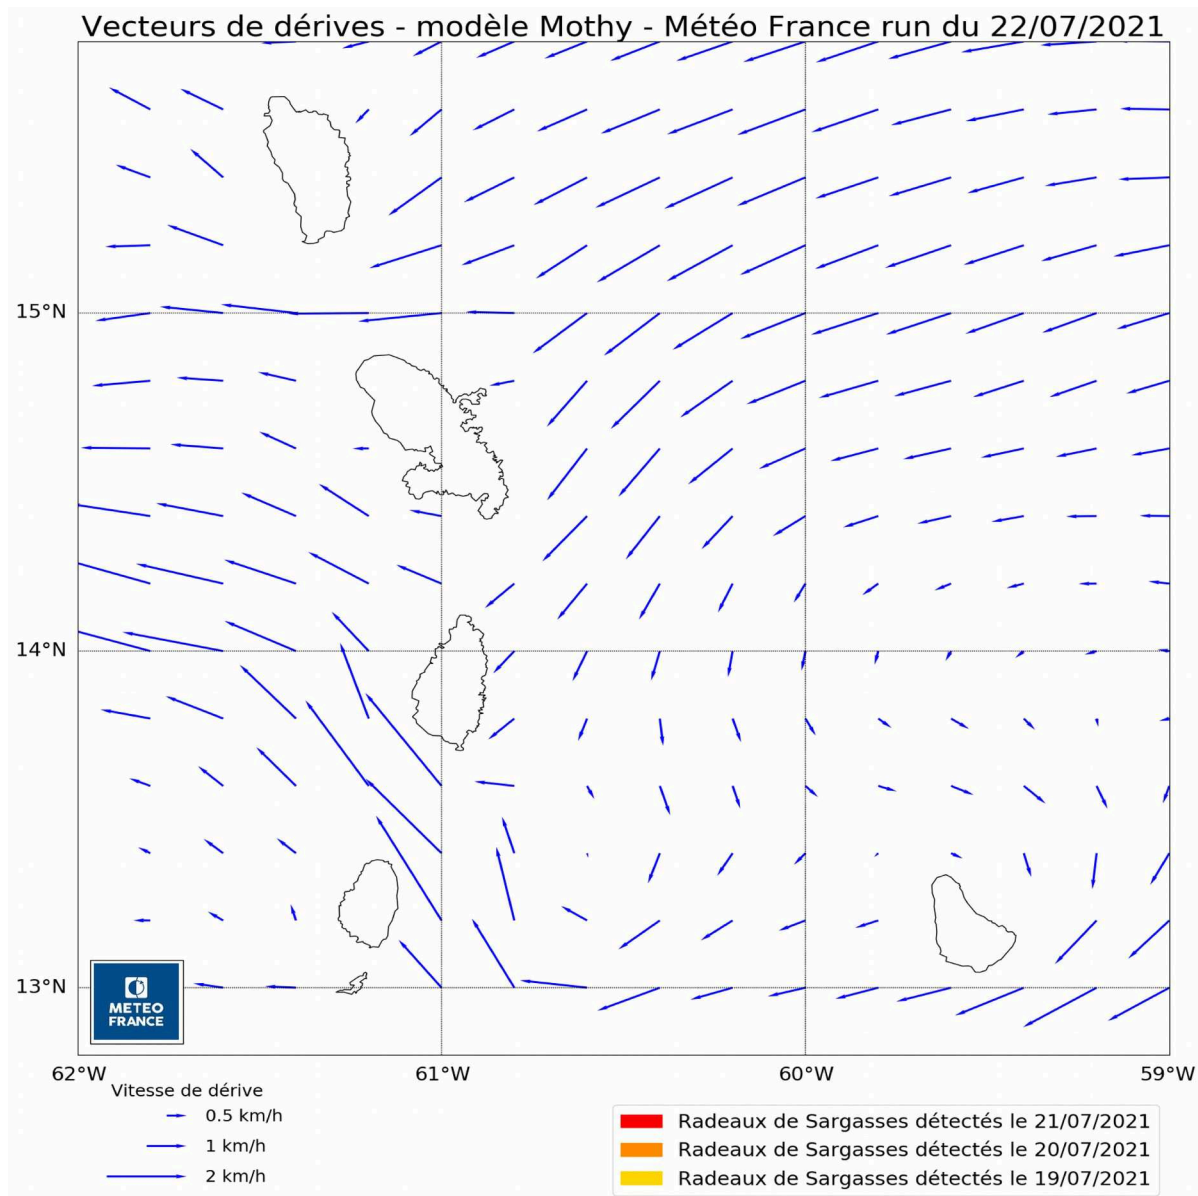 Vecteurs de dérives - modèle Mothy - Météo France run du 22/07/2021
15°N
14°N
13°N
METEO
FRANCE
62°W
61°W
60°W
59°W
Vitesse de dérive
0.5 km/h
1 km/h
2 km/h
Radeaux de Sargasses détectés le 21/07/2021
Radeaux de Sargasses détectés le 20/07/2021
Radeaux de Sargasses détectés le 19/07/2021